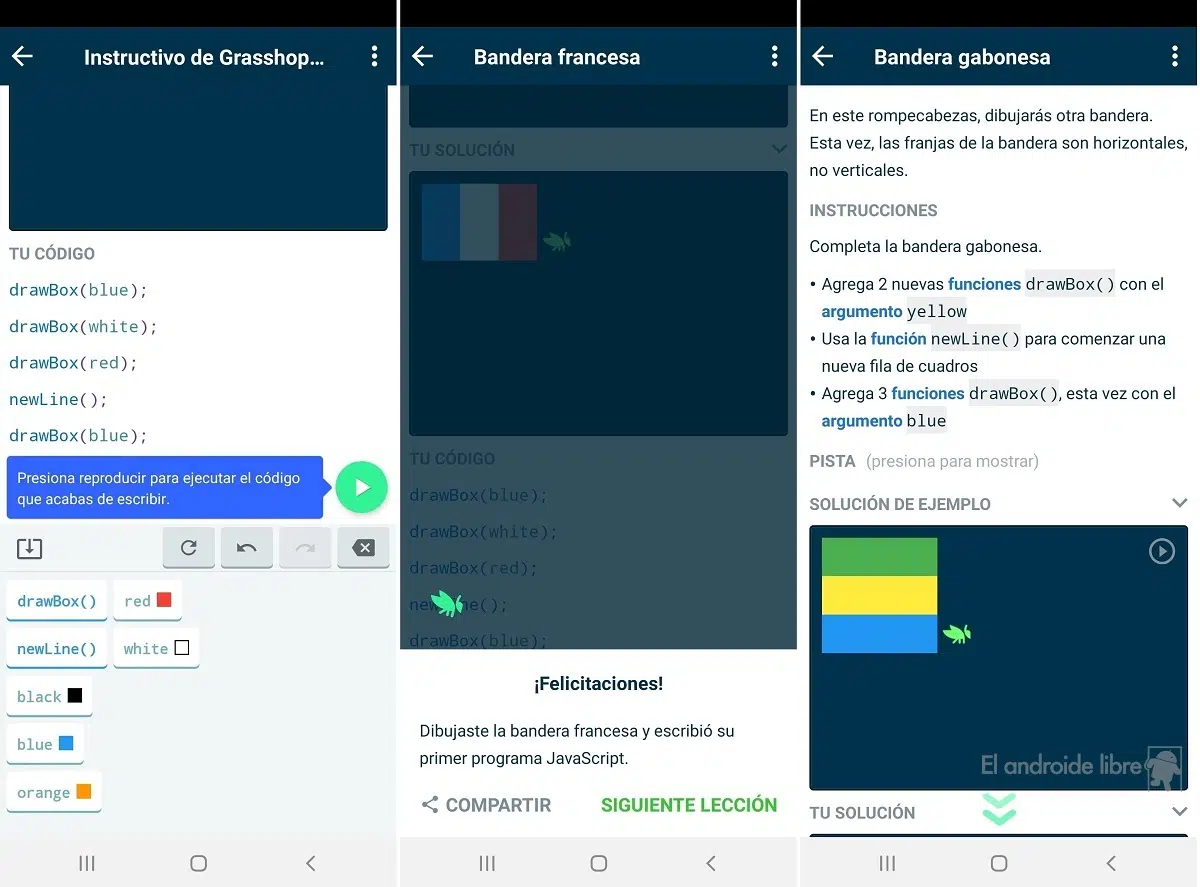 Instructivo de Grasshop...
TU CÓDIGO
drawBox(blue);
drawBox(white);
drawBox(red);
newLine();
drawBox(blue);
Presiona reproducir para ejecutar el código
que acabas de escribir.
drawBox() red
newLine() white
black
blue
orange
Bandera francesa
TU SOLUCIÓN
TU CÓDIGO
drawBox(blue);
drawBox(white);
drawBox(red);
ne e();
drawBox(blue);
¡Felicitaciones!
Dibujaste la bandera francesa y escribió su
primer programa JavaScript.
COMPARTIR SIGUIENTE LECCIÓN
Bandera gabonesa
En este rompecabezas, dibujarás otra bandera.
Esta vez, las franjas de la bandera son horizontales,
no verticales.
INSTRUCCIONES
Completa la bandera gabonesa.
• Agrega 2 nuevas funciones drawBox() con el
argumento yellow
• Usa la función newLine() para comenzar una
nueva fila de cuadros
• Agrega 3 funciones drawBox(), esta vez con el
argumento blue
PISTA (presiona para mostrar)
SOLUCIÓN DE EJEMPLO
El androide libre
TU SOLUCIÓN